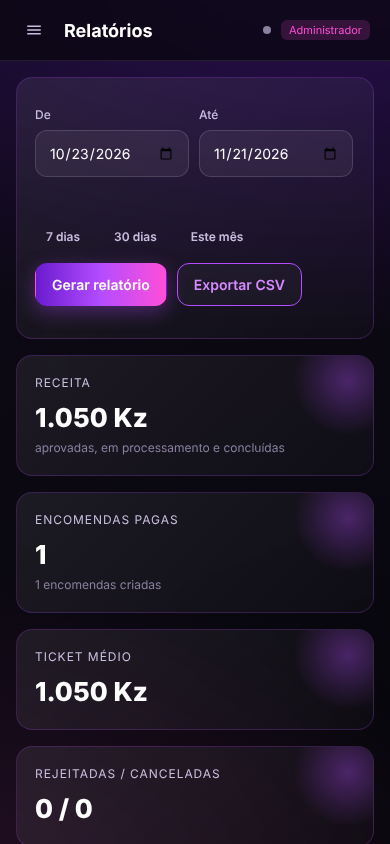 Relatórios
Administrador
De
Até
10/23/2026
11/21/2026
7 dias
30 dias
Este mês
Gerar relatório
Exportar CSV
RECEITA
1.050 Kz
aprovadas, em processamento e concluídas
ENCOMENDAS PAGAS
1
1 encomendas criadas
TICKET MÉDIO
1.050 Kz
REJEITADAS / CANCELADAS
0 / 0